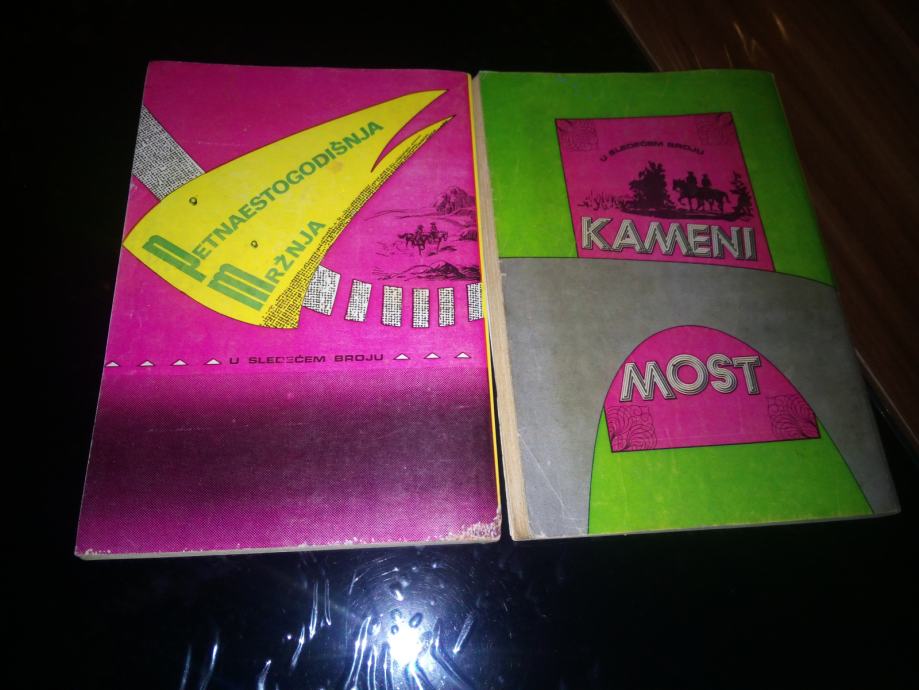 PETNAESTOGODIŠNJA
MRŽNJA
U SLEDEĆEM BROJU
U SLEDEĆEM BROJU
KAMENI
MOST